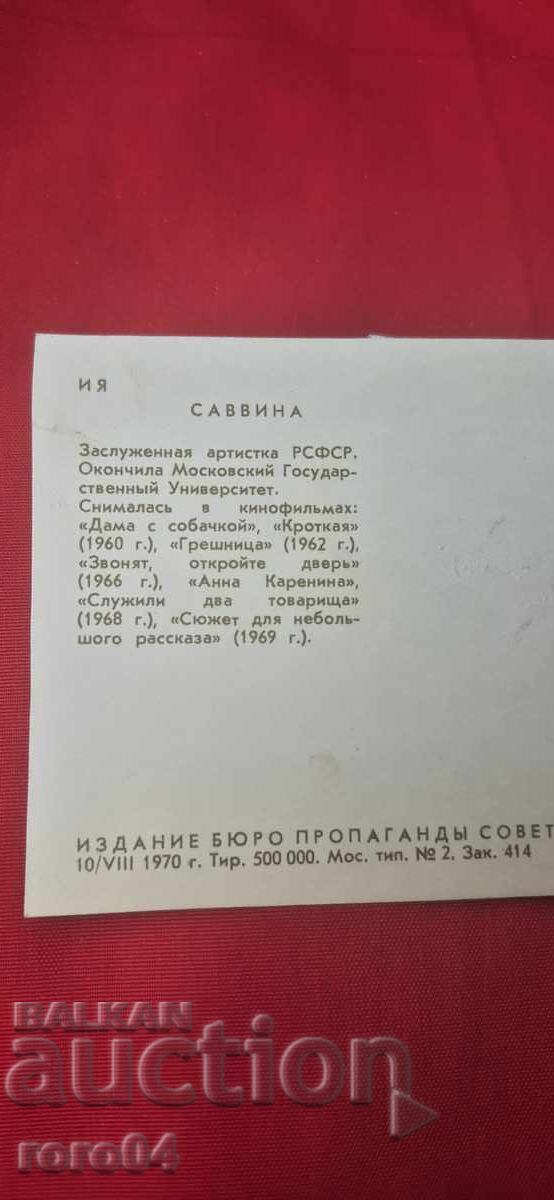 ИЯ
САВВИНА
Заслуженная артистка РСФСР.
Окончила Московский Государ-
ственный Университет.
Снималась в кинофильмах:
«Дама с собачкой», «Кроткая»
(1960 г.), «Грешница» (1962 г.),
«Звонят, откройте дверь»
(1966 г.), «Анна Каренина»,
«Служили два товарища»
(1968 г.), «Сюжет для неболь-
шого рассказа» (1969 г.).
ИЗДАНИЕ БЮРО ПРОПАГАНДЫ СОВЕТ
10/VIII 1970 г. Тир. 500 000. Мос. тип. № 2. Зак. 414
BALKAN
auction
roro04